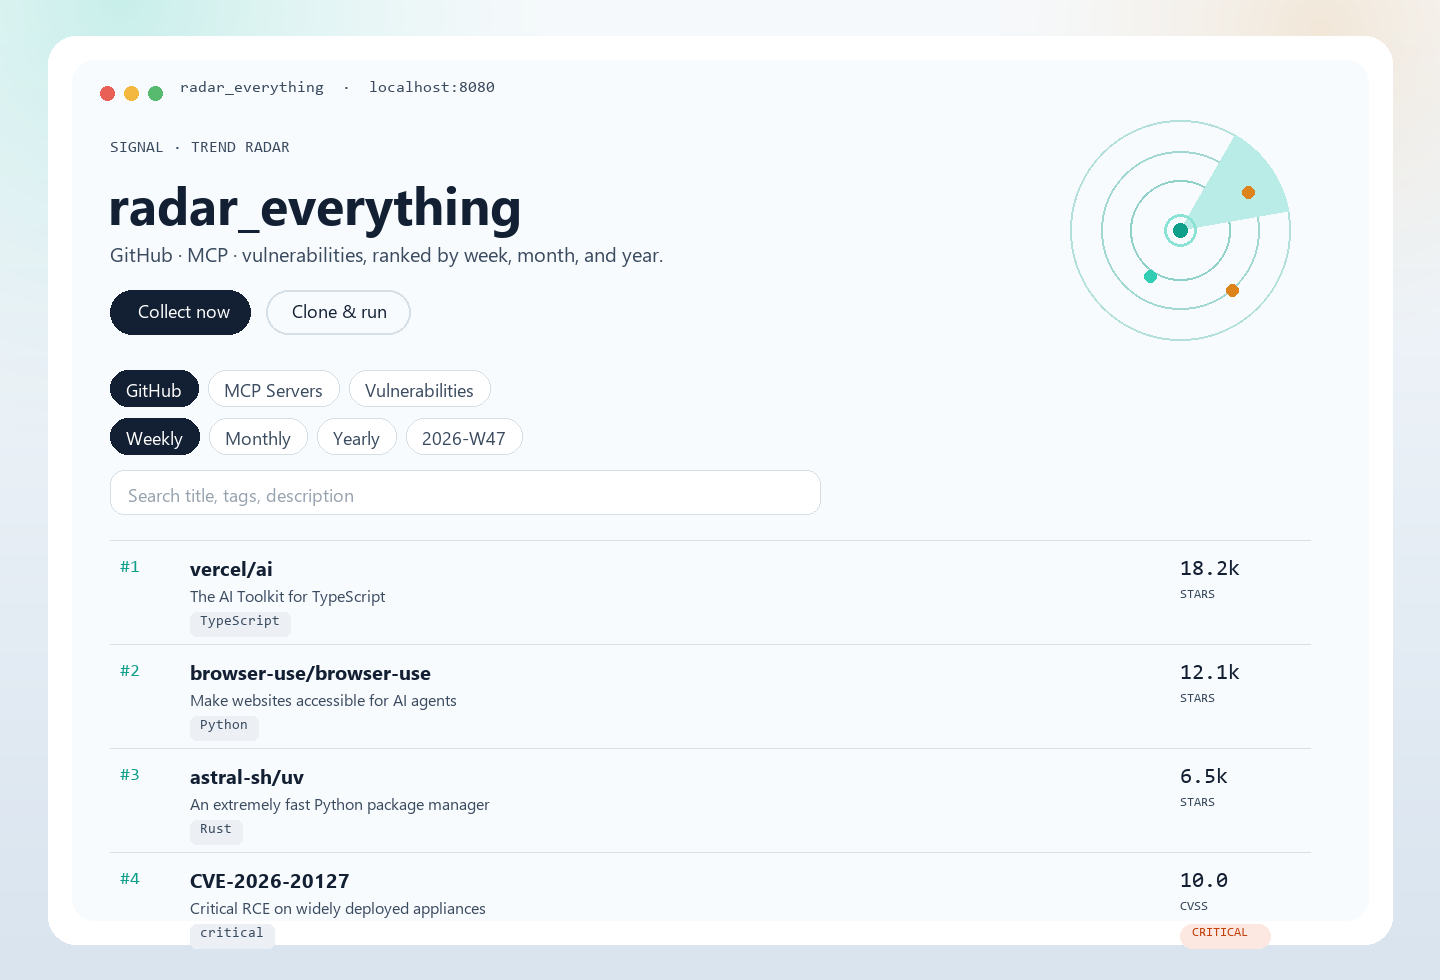 radar_everything · localhost:8080
SIGNAL · TREND RADAR
radar_everything
GitHub · MCP · vulnerabilities, ranked by week, month, and year.
Collect now Clone & run
GitHub MCP Servers Vulnerabilities
Weekly Monthly Yearly 2026-W47
Search title, tags, description
#1 vercel/ai 18.2k
The AI Toolkit for TypeScript STARS
TypeScript
#2 browser-use/browser-use 12.1k
Make websites accessible for AI agents STARS
Python
#3 astral-sh/uv 6.5k
An extremely fast Python package manager STARS
Rust
#4 CVE-2026-20127 10.0
Critical RCE on widely deployed appliances CVSS
critical CRITICAL